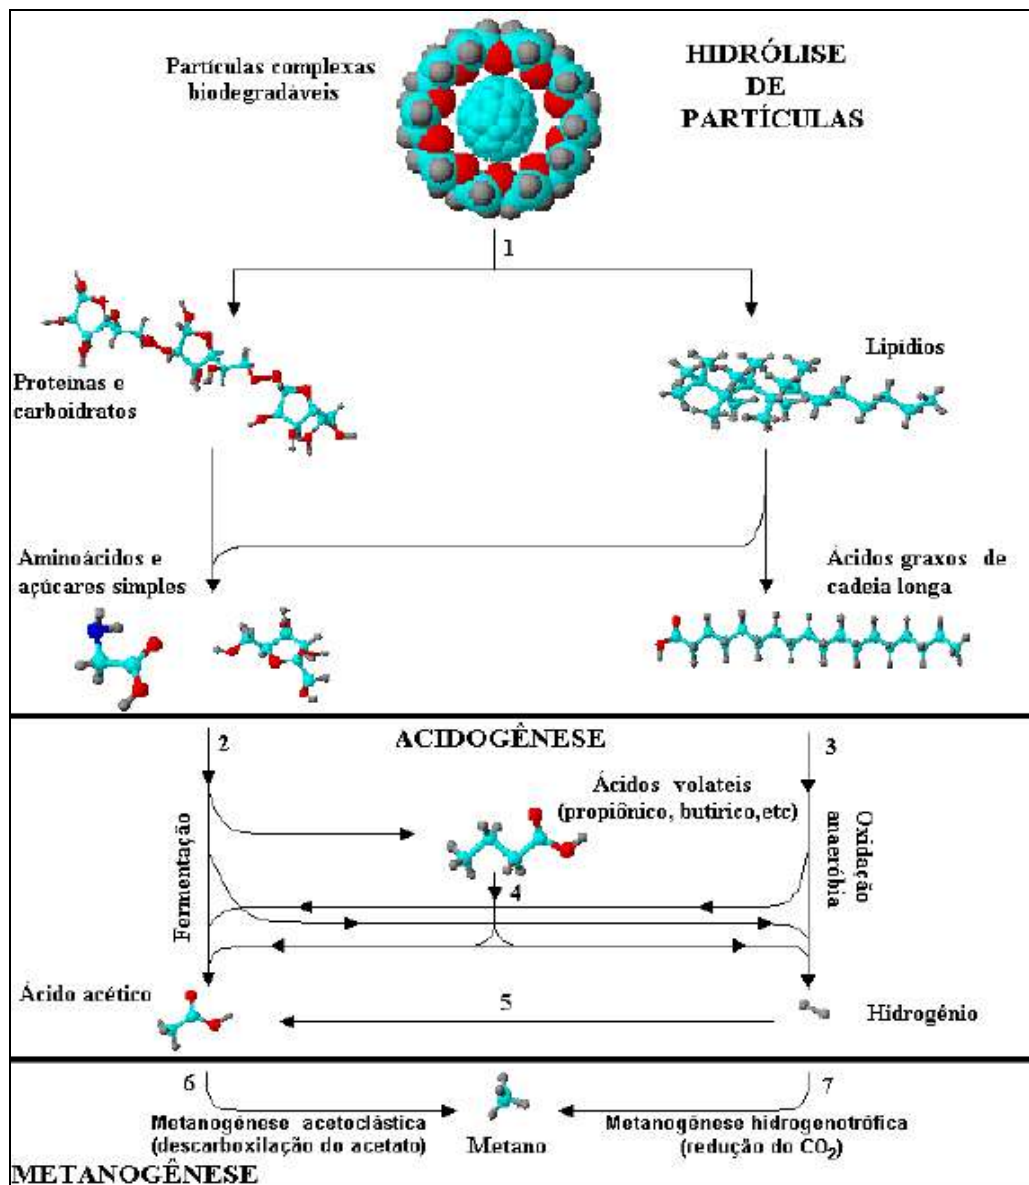 Partículas complexas
biodegradáveis
HIDRÓLISE
DE
PARTÍCULAS
1
Proteínas e
carboidratos
Lipídios
Aminoácidos e
açúcares simples
Ácidos graxos de
cadeia longa
2
ACIDOGÊNESE
3
Ácidos volateis
(propiônico, butirico,etc)
Fermentação
Oxidação
anaeróbia
4
Ácido acético
5
Hidrogénio
6
7
Metanogênese acetoclástica
(descarboxilação do acetato)
Metano
Metanogênese hidrogenotrófica
(redução do CO2)
METANOGÊNESE